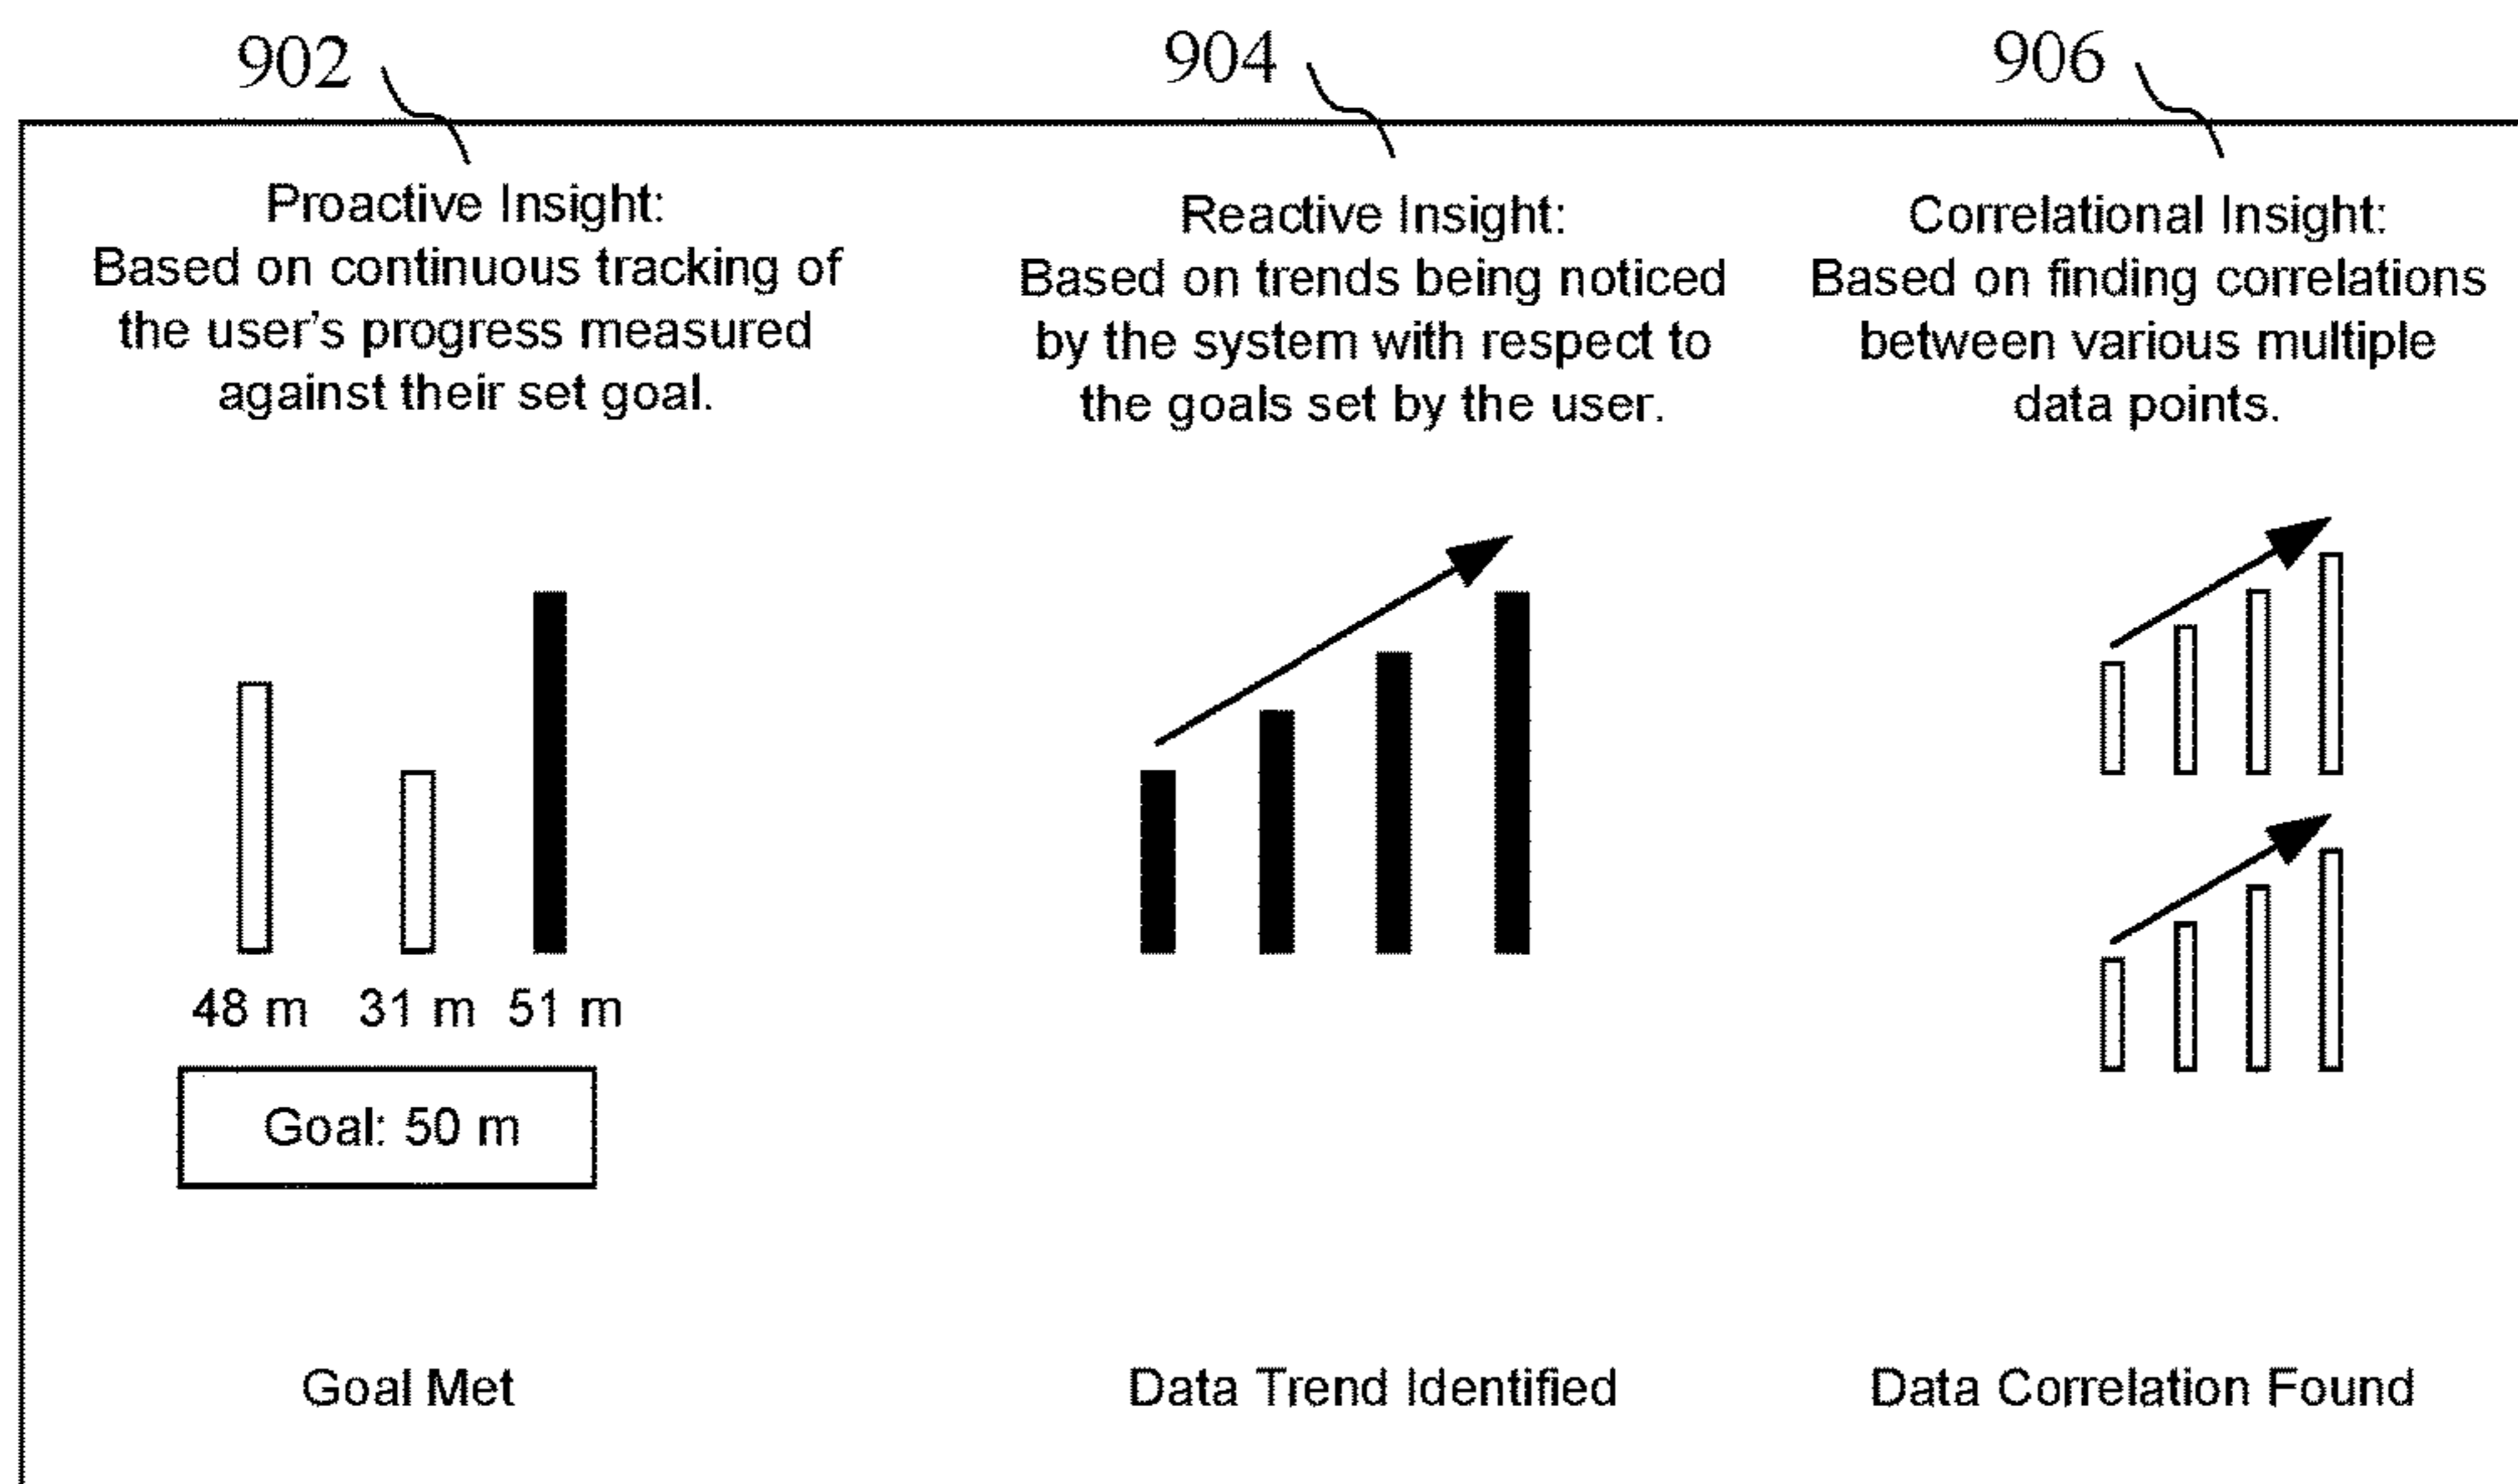 902
Proactive Insight:
Based on continuous tracking of
the user's progress measured
against their set goal.
48 m 31 m 51 m
Goal: 50 m
Goal Met
904
Reactive Insight:
Based on trends being noticed
by the system with respect to
the goals set by the user.
Data Trend Identified
906
Correlational Insight:
Based on finding correlations
between various multiple
data points.
Data Correlation Found